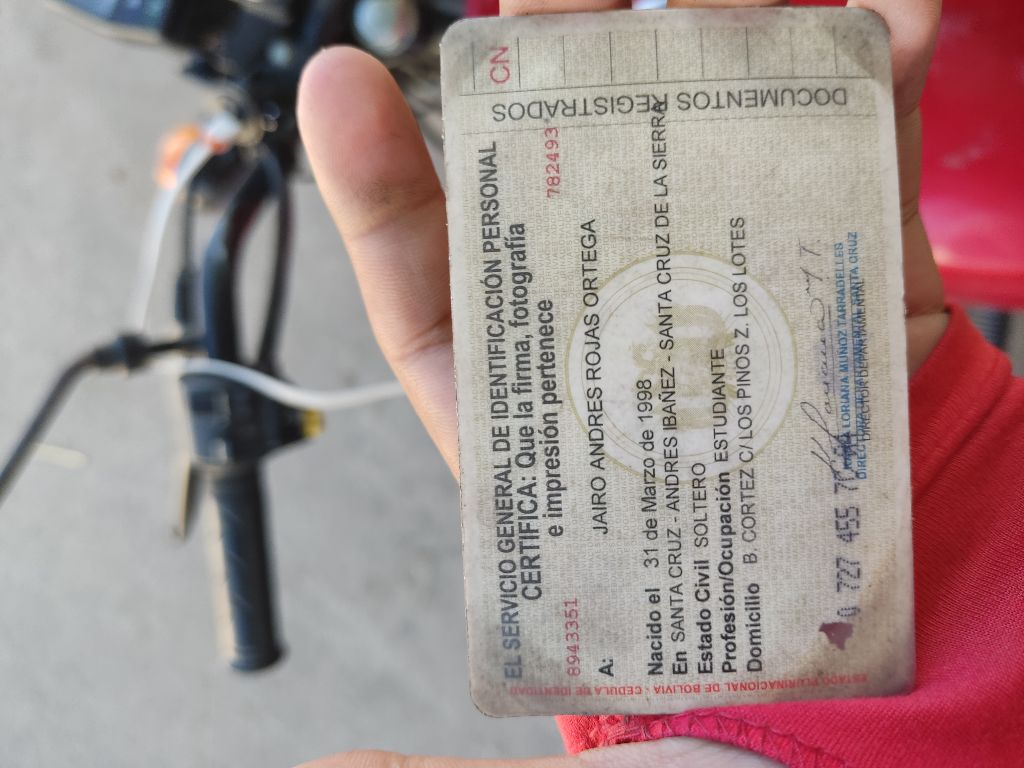 EL SERVICIO GENERAL DE IDENTIFICACIÓN PERSONAL
CERTIFICA: Que la firma, fotografía
e impresión pertenece
8943351
782493
A: JAIRO ANDRES ROJAS ORTEGA
Nacido el 31 de Marzo de 1998
En SANTA CRUZ - ANDRES IBAÑEZ - SANTA CRUZ DE LA SIERRA
Estado Civil SOLTERO
Profesión/Ocupación ESTUDIANTE
Domicilio B. CORTEZ C/ LOS PINOS Z. LOS LOTES
727 455
LORIANA MUÑOZ TARRADELLES
DOCUMENTOS REGISTRADOS
CN
ESTADO PLURINACIONAL DE BOLIVIA - CEDULA DE IDENTIDAD